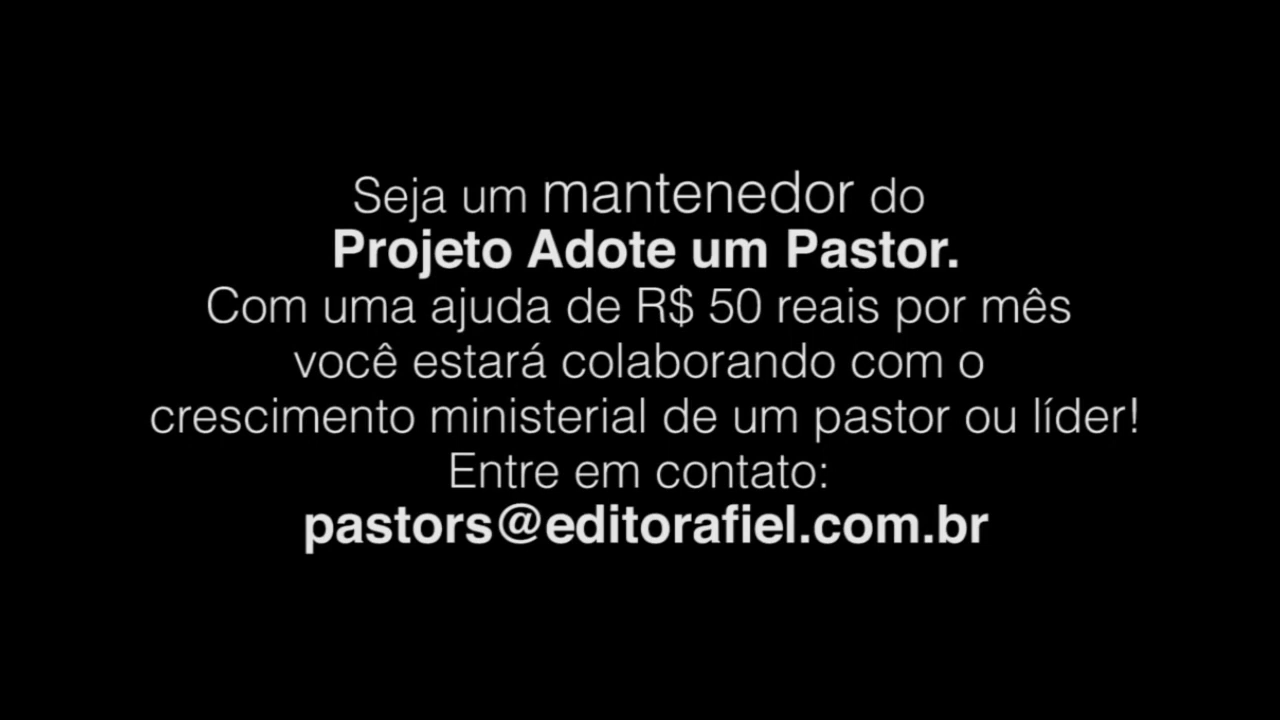 Seja um mantenedor do
Projeto Adote um Pastor.
Com uma ajuda de R$ 50 reais por mês
você estará colaborando com o
crescimento ministerial de um pastor ou líder!
Entre em contato:
pastors@editorafiel.com.br